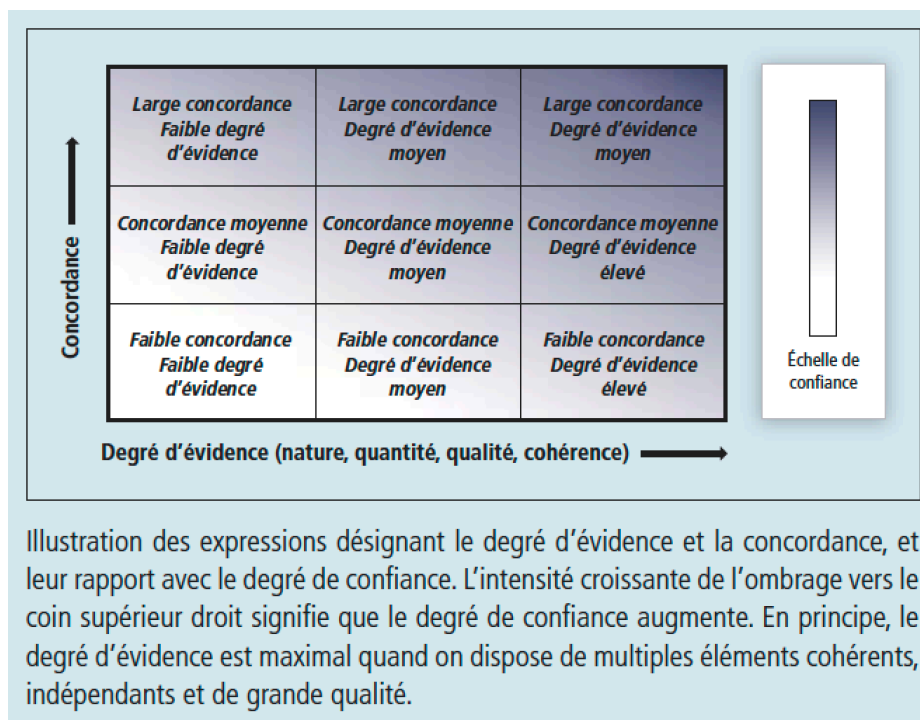 Large concordance
Faible degré
d'évidence
Large concordance
Degré d'évidence
moyen
Large concordance
Degré d'évidence
moyen
Concordance moyenne
Faible degré
d'évidence
Concordance moyenne
Degré d'évidence
moyen
Concordance moyenne
Degré d'évidence
élevé
Faible concordance
Faible degré
d'évidence
Faible concordance
Degré d'évidence
moyen
Faible concordance
Degré d'évidence
élevé
Concordance
Degré d'évidence (nature, quantité, qualité, cohérence)
Échelle de
confiance
Illustration des expressions désignant le degré d'évidence et la concordance, et
leur rapport avec le degré de confiance. L'intensité croissante de l'ombrage vers le
coin supérieur droit signifie que le degré de confiance augmente. En principe, le
degré d'évidence est maximal quand on dispose de multiples éléments cohérents,
indépendants et de grande qualité.